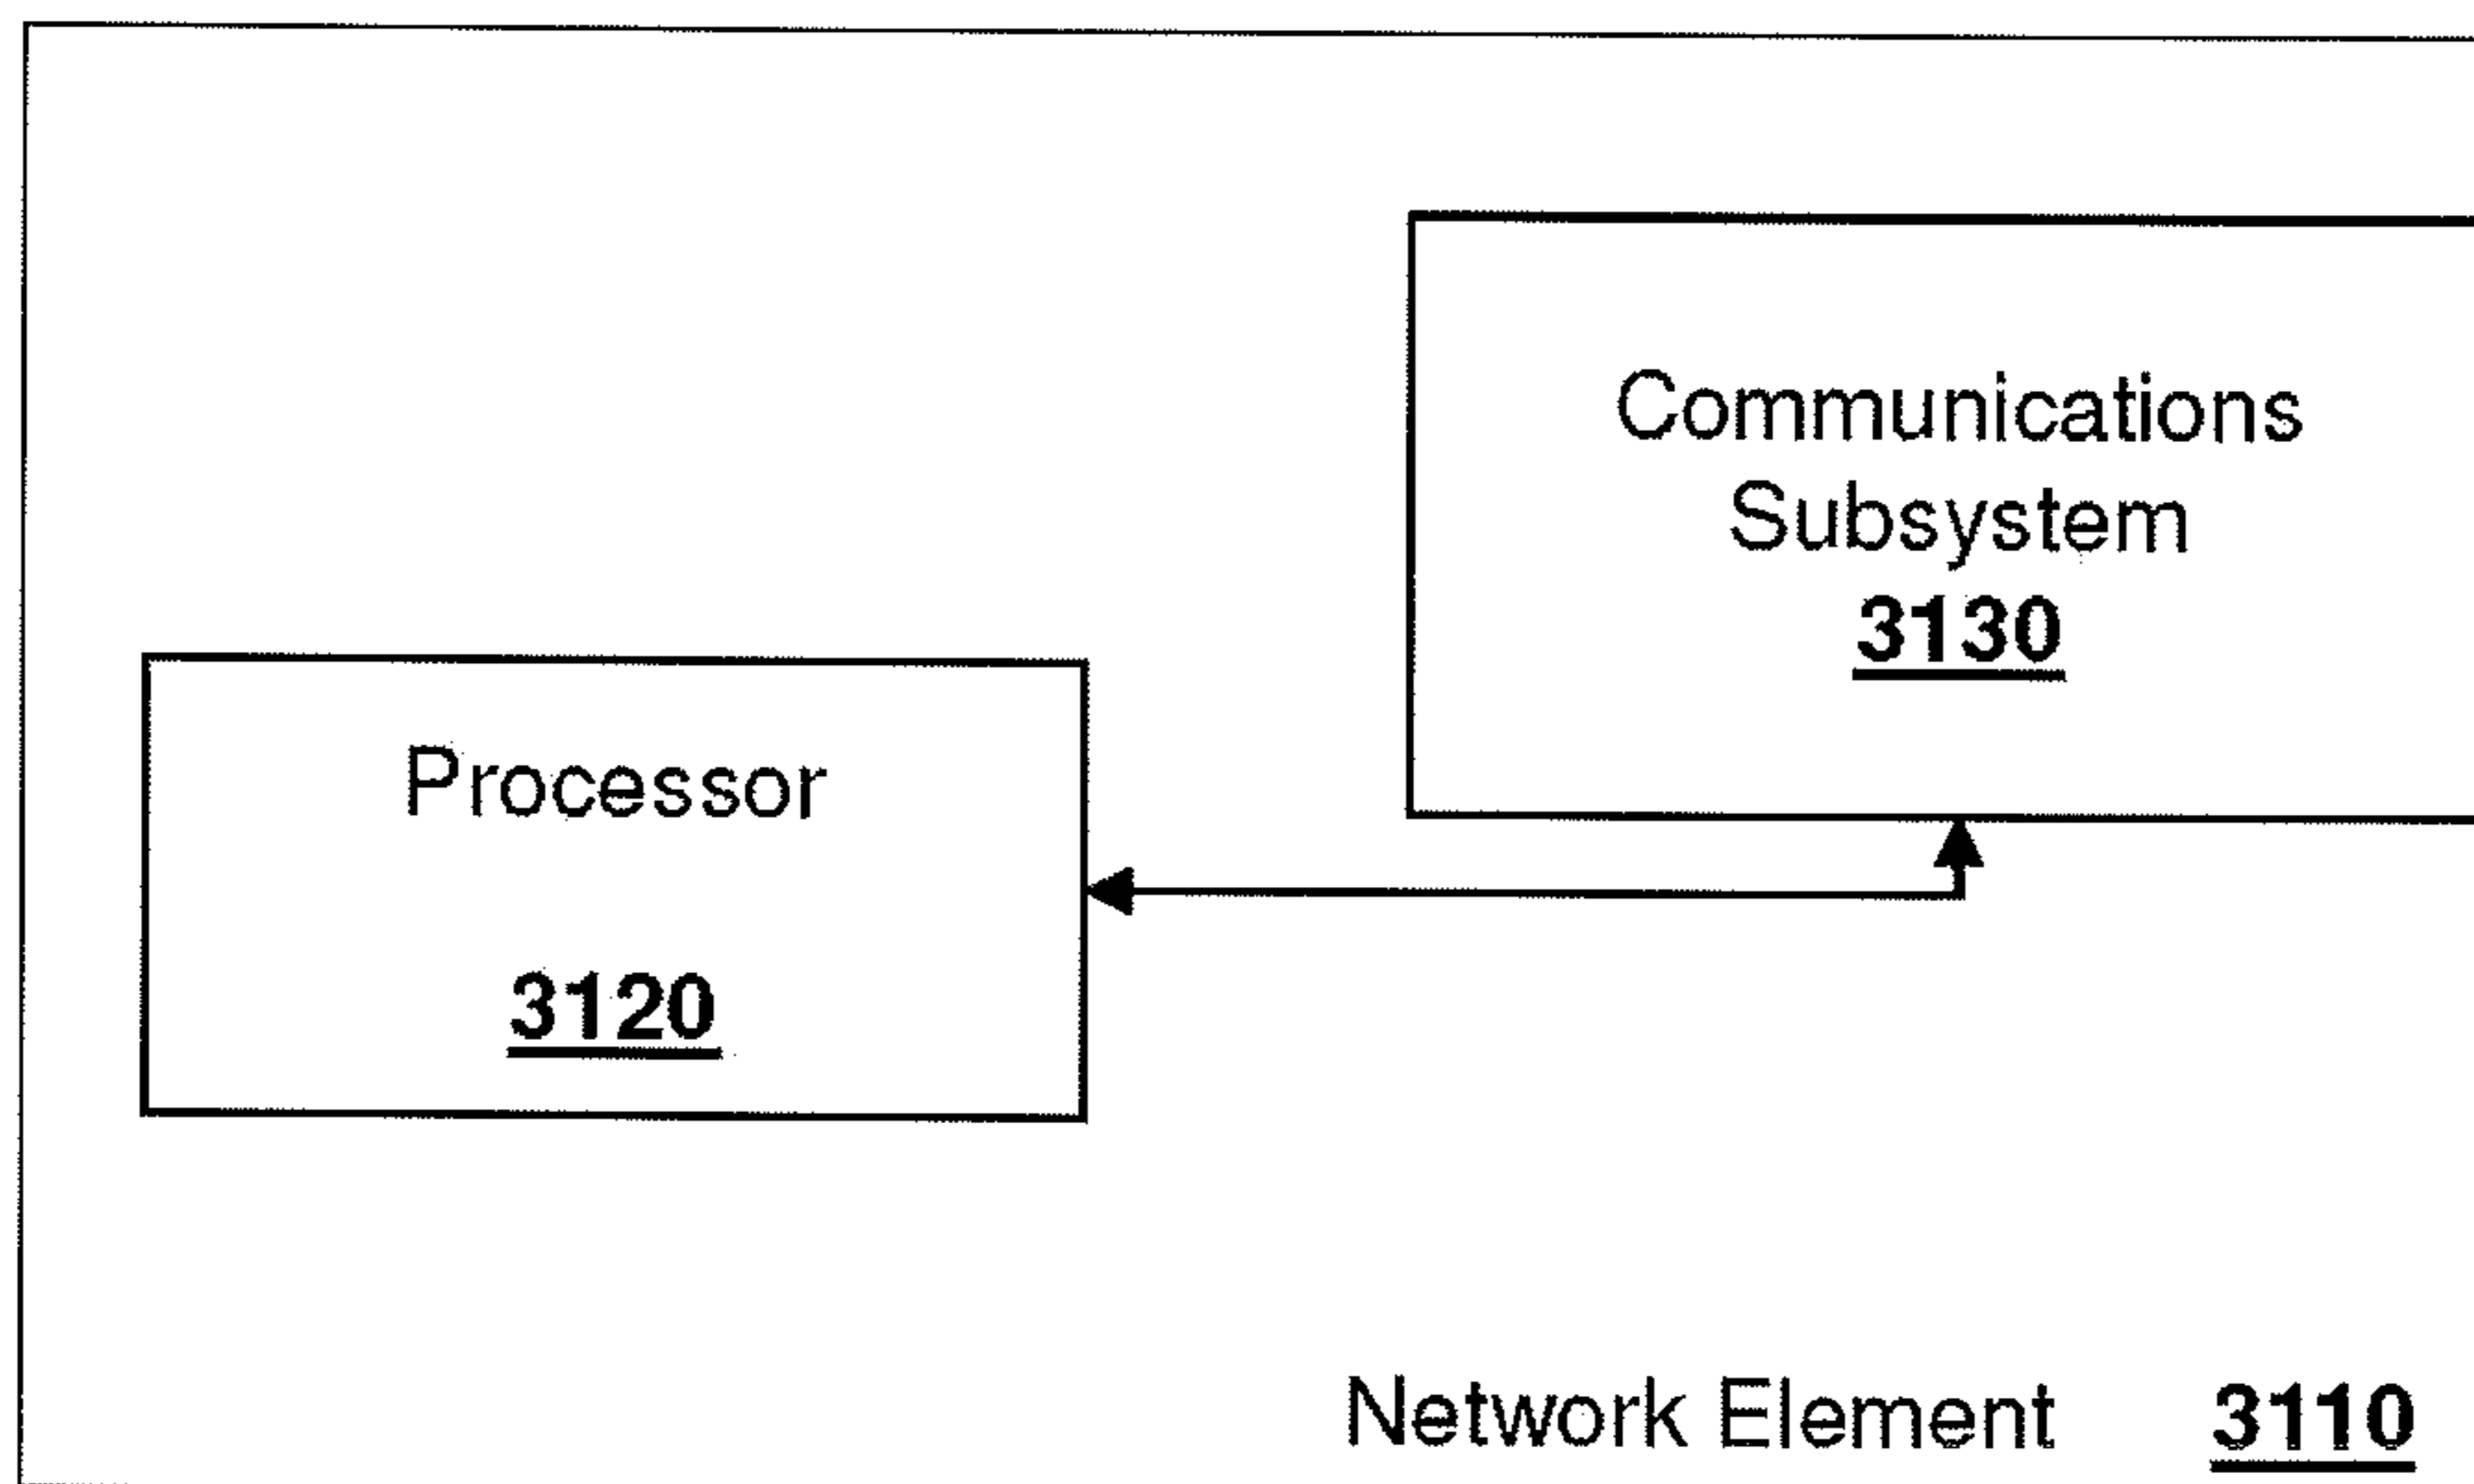 Communications
Subsystem
3130
Processor
3120
Network Element 3110